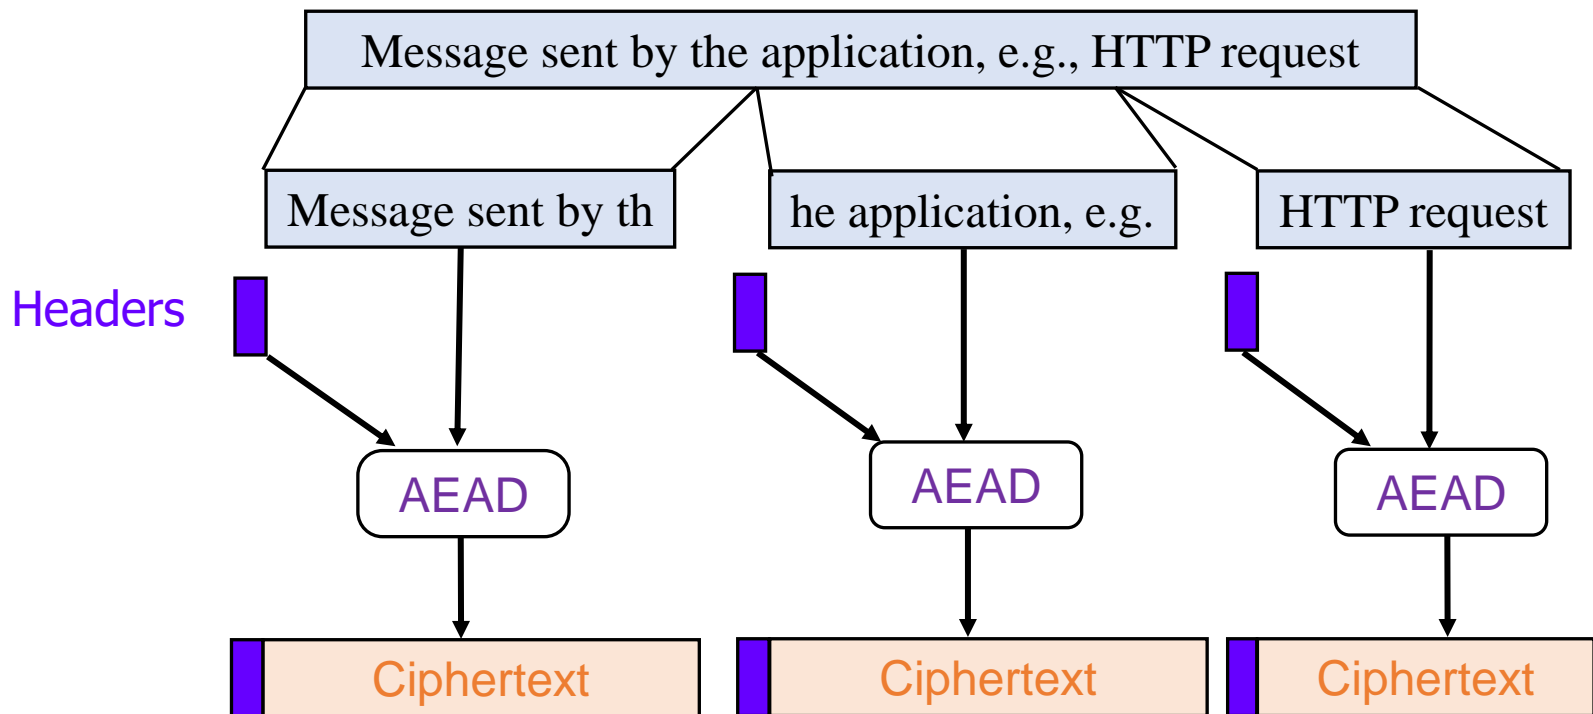 Message sent by the application, e.g., HTTP request
Message sent by th
he application, e.g.
HTTP request
Headers
AEAD
AEAD
AEAD
Ciphertext
Ciphertext
Ciphertext